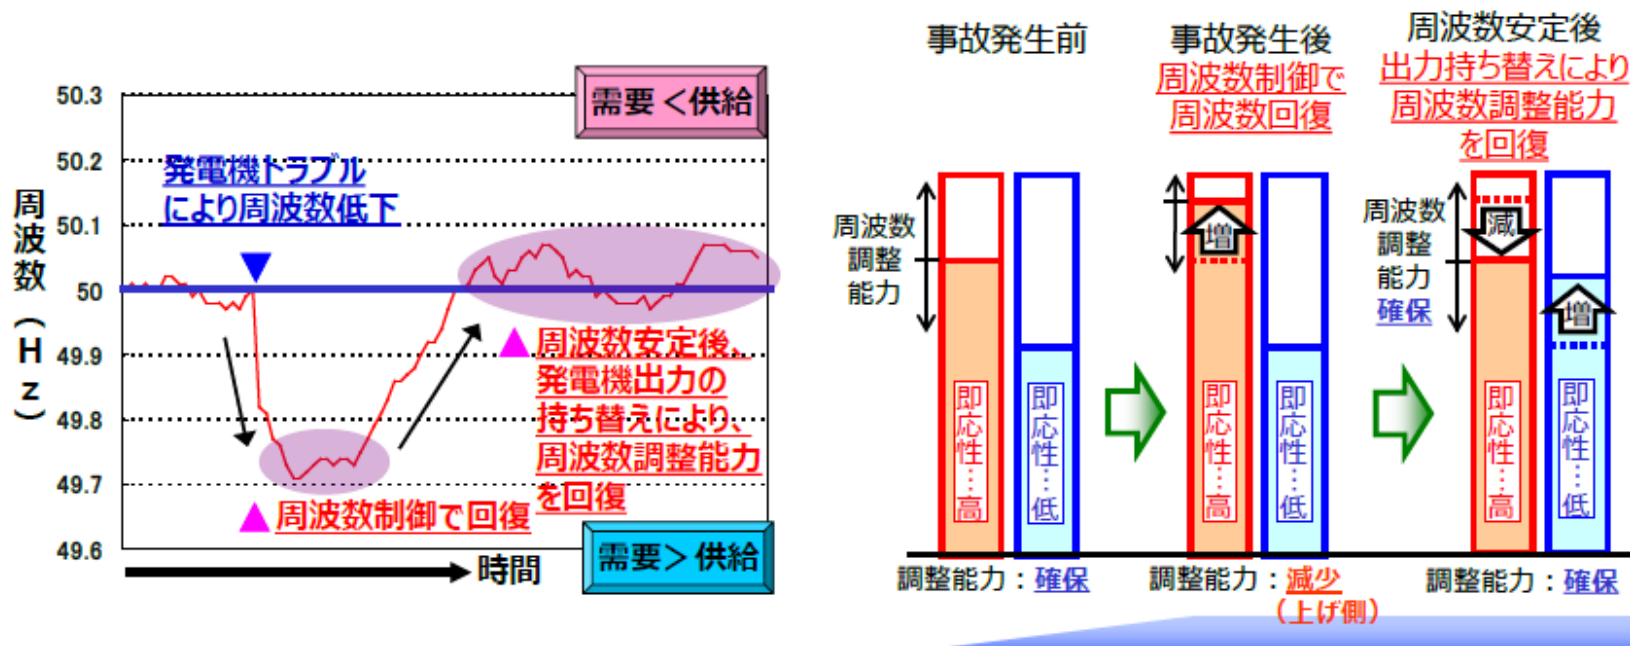 50.3
50.2
50.1
50
49.9
49.8
49.7
49.6
周波数（Hz）
需要＜供給
発電機トラブル
により周波数低下
▲周波数安定後、
発電機出力の
持ち替えにより、
周波数調整能力
を回復
▲周波数制御で回復
需要＞供給
時間
事故発生前
周波数
調整
能力
即応性…高
即応性…低
調整能力：確保
事故発生後
周波数制御で
周波数回復
増
即応性…高
即応性…低
調整能力：減少
（上げ側）
周波数安定後
出力持ち替えにより
周波数調整能力
を回復
周波数
調整
能力
確保
減
増
即応性…高
即応性…低
調整能力：確保